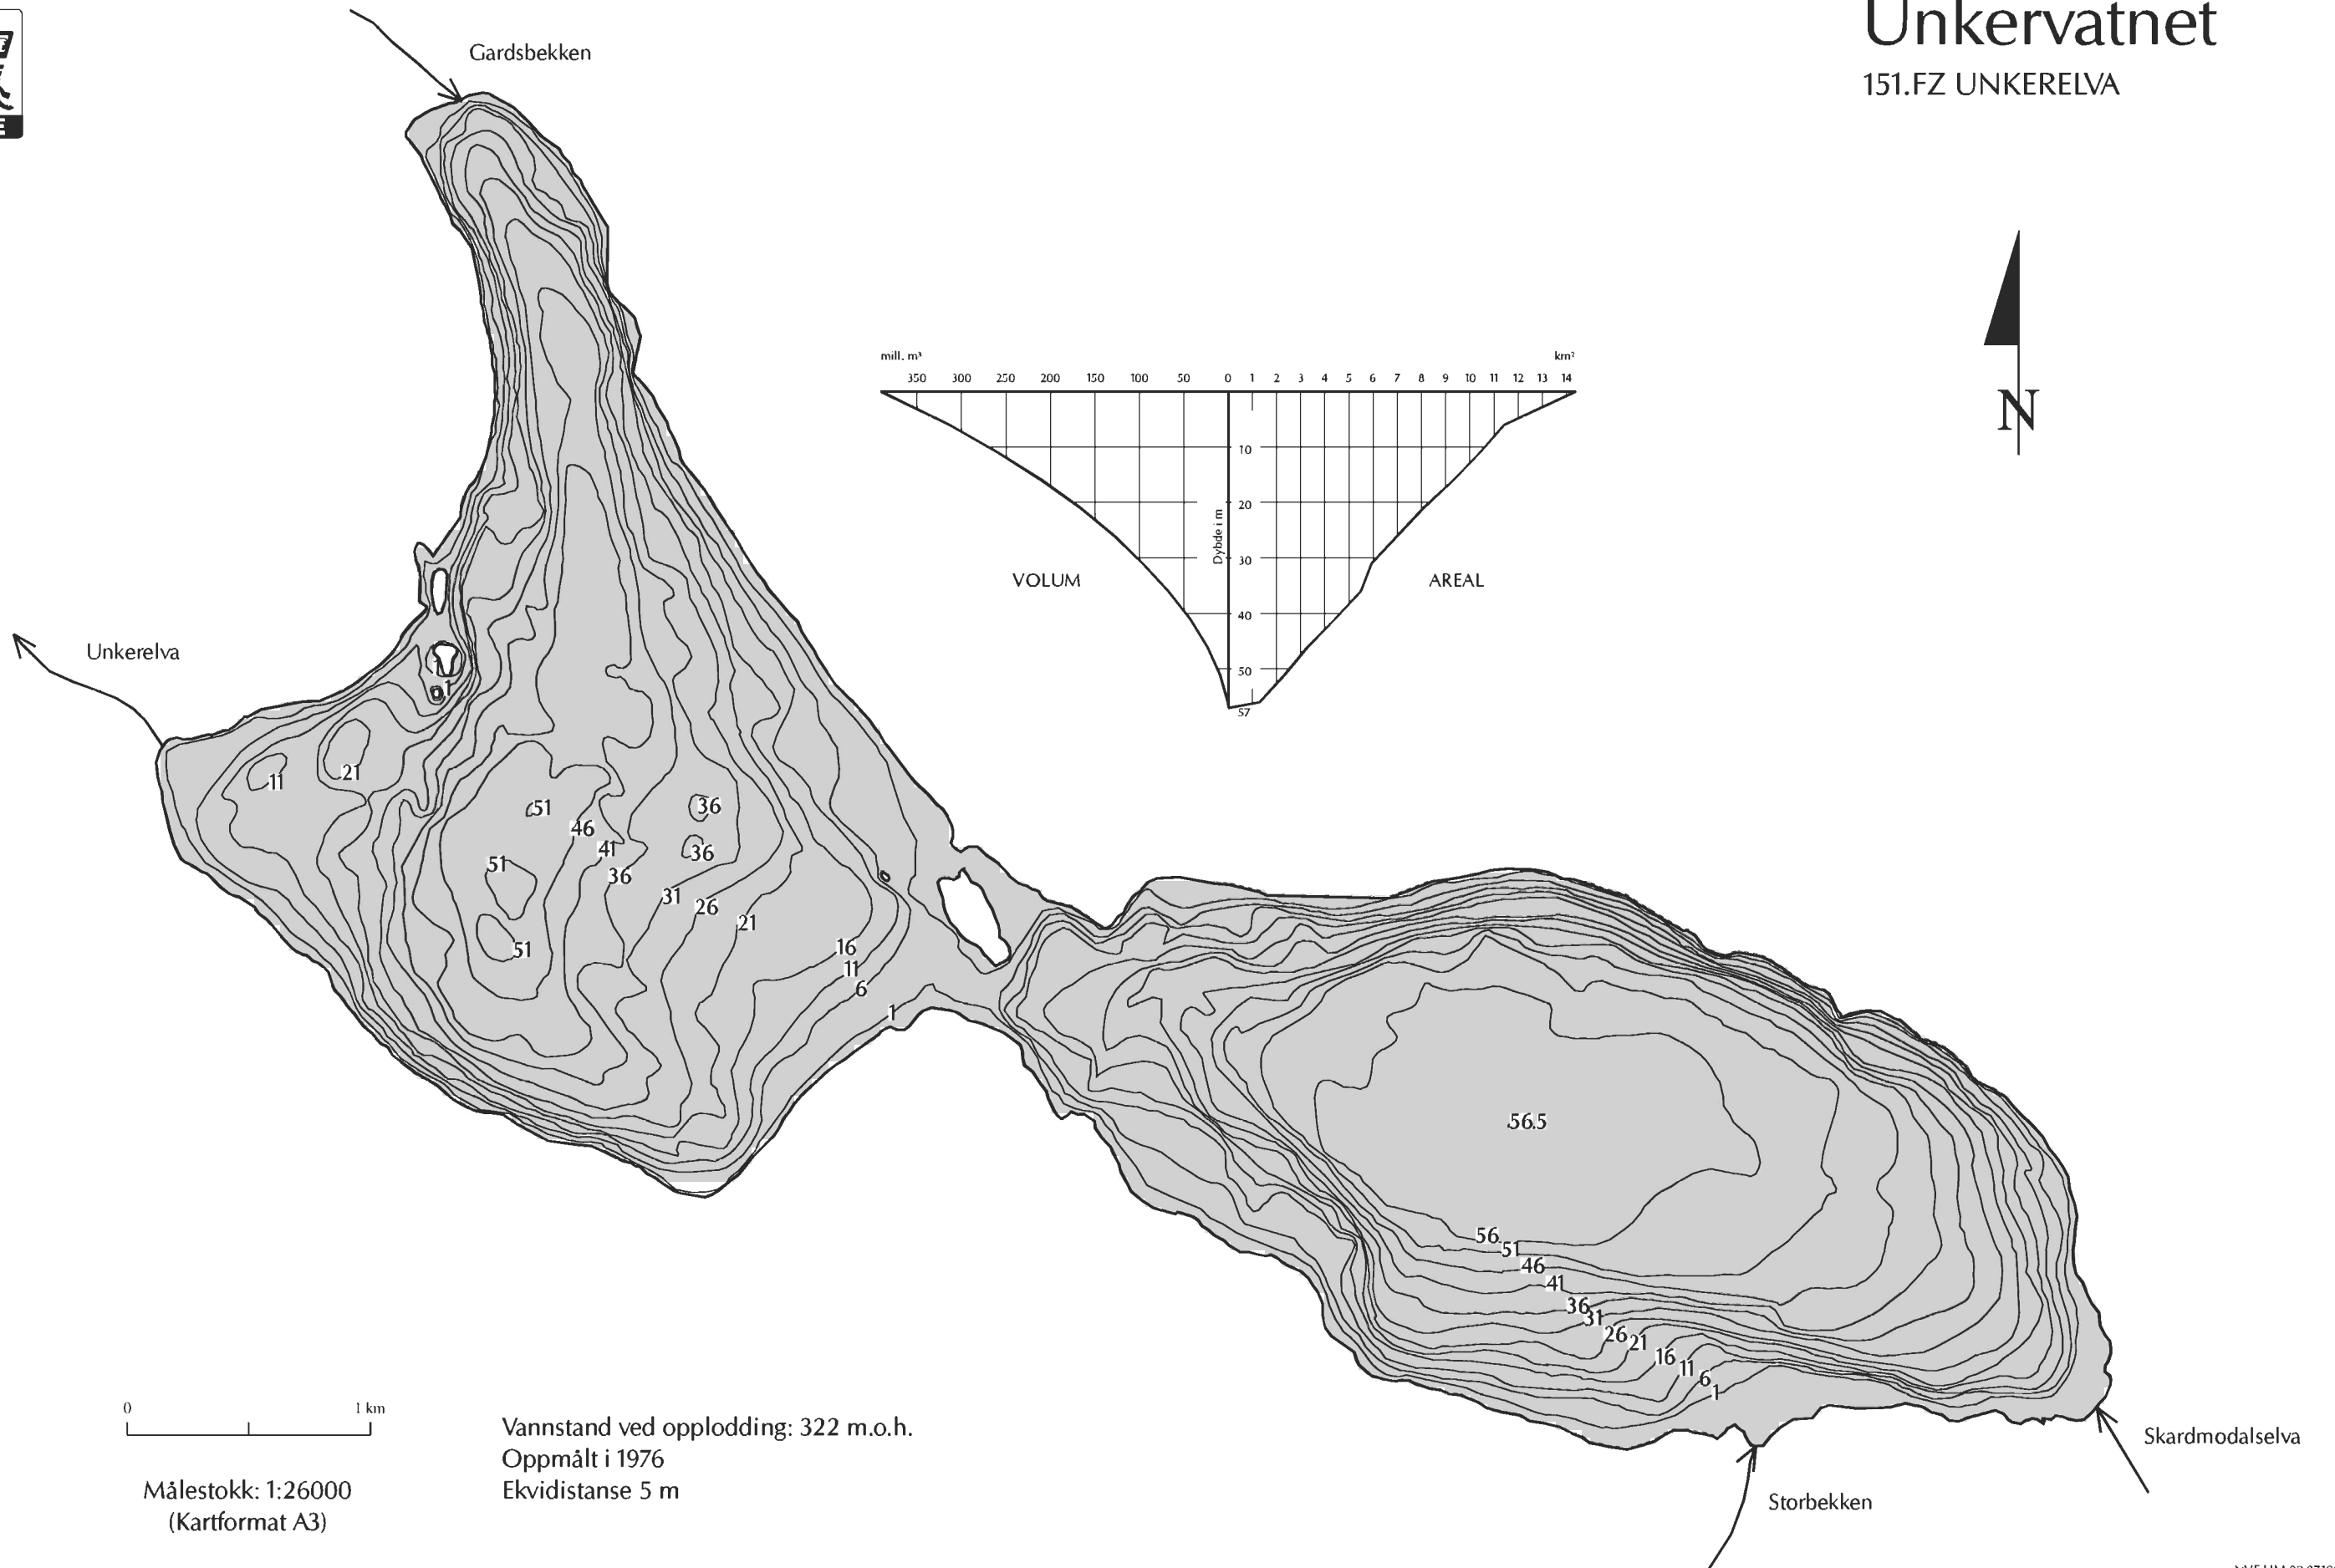 Unkervatnet
151.FZ UNKERELVA
Gardsbekken
mill. m³
km²
350 300 250 200 150 100 50 0 1 2 3 4 5 6 7 8 9 10 11 12 13 14
10
20
30
40
50
57
Dybde i m
VOLUM
AREAL
N
Unkerelva
1
11
21
51
36
46
41
36
51
36
31
26
21
51
16
11
6
1
56.5
56
51
46
41
36
31
26
21
16
11
6
1
0
1 km
Målestokk: 1:26000
(Kartformat A3)
Vannstand ved opplodding: 322 m.o.h.
Oppmålt i 1976
Ekvidistanse 5 m
Skardmodalselva
Storbekken